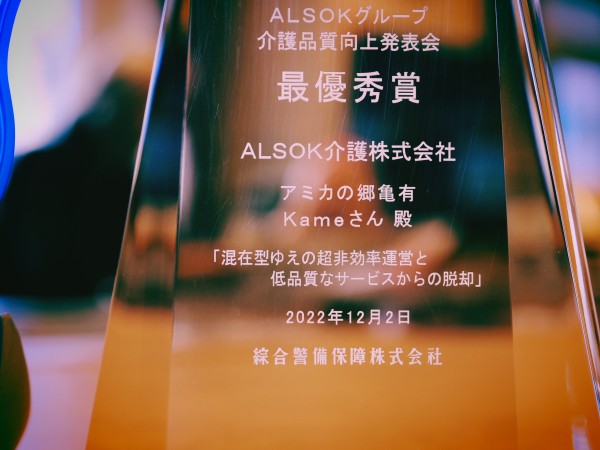 ALSOKグループ
介護品質向上発表会
最優秀賞
ALSOK介護株式会社
アミカの郷亀有
Kameさん 殿
「混在型ゆえの超非効率運営と
低品質なサービスからの脱却」
2022年12月2日
綜合警備保障株式会社